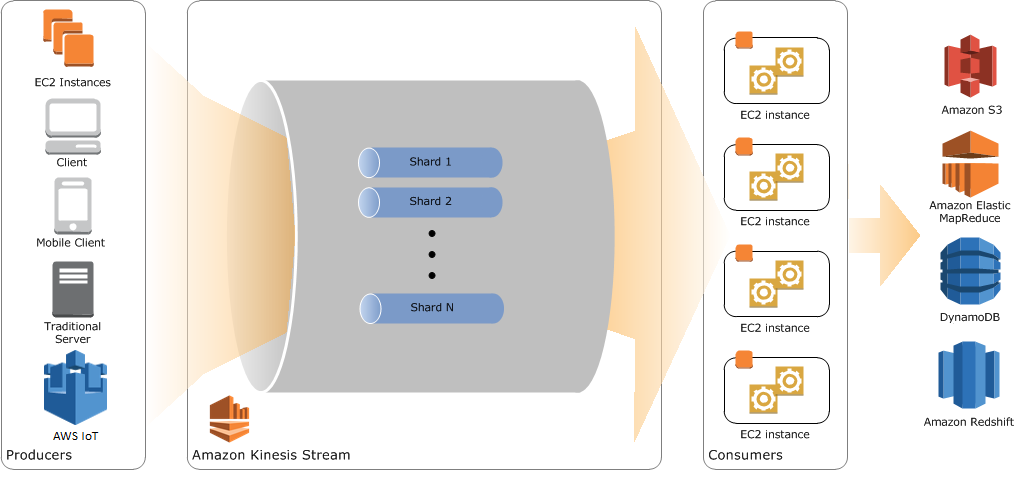 EC2 Instances
Client
Mobile Client
Traditional
Server
AWS IoT
Producers
Shard 1
Shard 2
Shard N
Amazon Kinesis Stream
EC2 instance
EC2 instance
EC2 instance
EC2 instance
Consumers
Amazon S3
Amazon Elastic
MapReduce
DynamoDB
Amazon Redshift